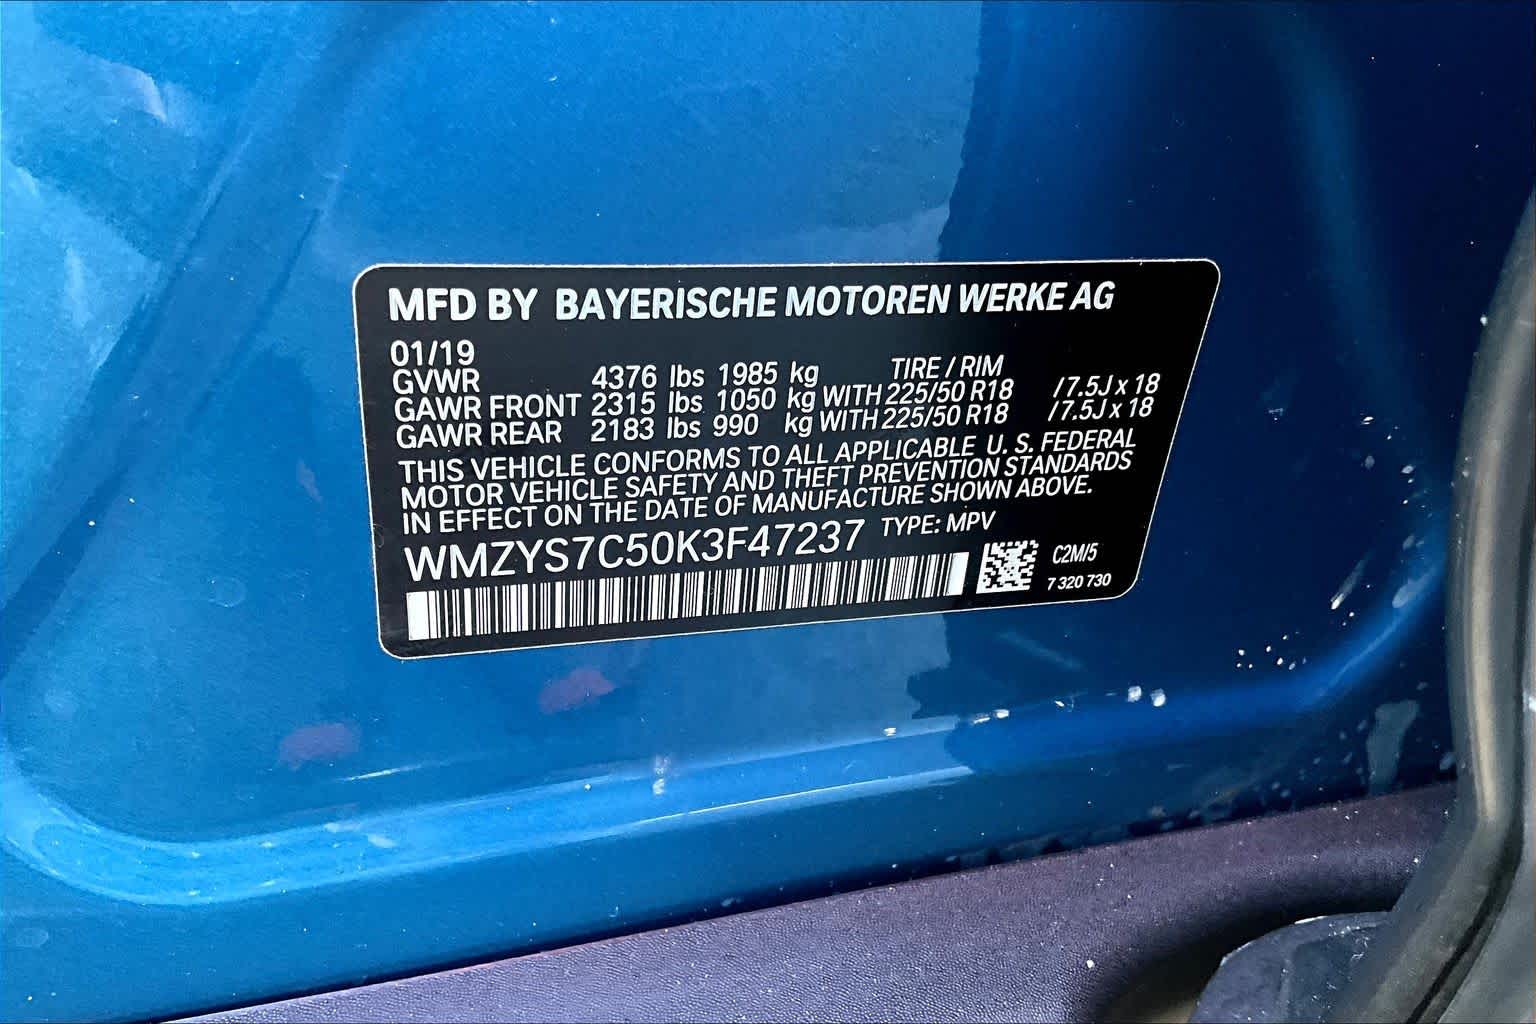 MFD BY BAYERISCHE MOTOREN WERKE AG
01/19
TIRE / RIM
GVWR 4376 lbs 1985 kg
GAWR FRONT 2315 lbs 1050 kg WITH 225/50 R18 / 7.5J x 18
GAWR REAR 2183 lbs 990 kg WITH 225/50 R18 / 7.5J x 18
THIS VEHICLE CONFORMS TO ALL APPLICABLE U. S. FEDERAL
MOTOR VEHICLE SAFETY AND THEFT PREVENTION STANDARDS
IN EFFECT ON THE DATE OF MANUFACTURE SHOWN ABOVE.
WMZYS7C50K3F47237 TYPE: MPV
C2M/5
7 320 730